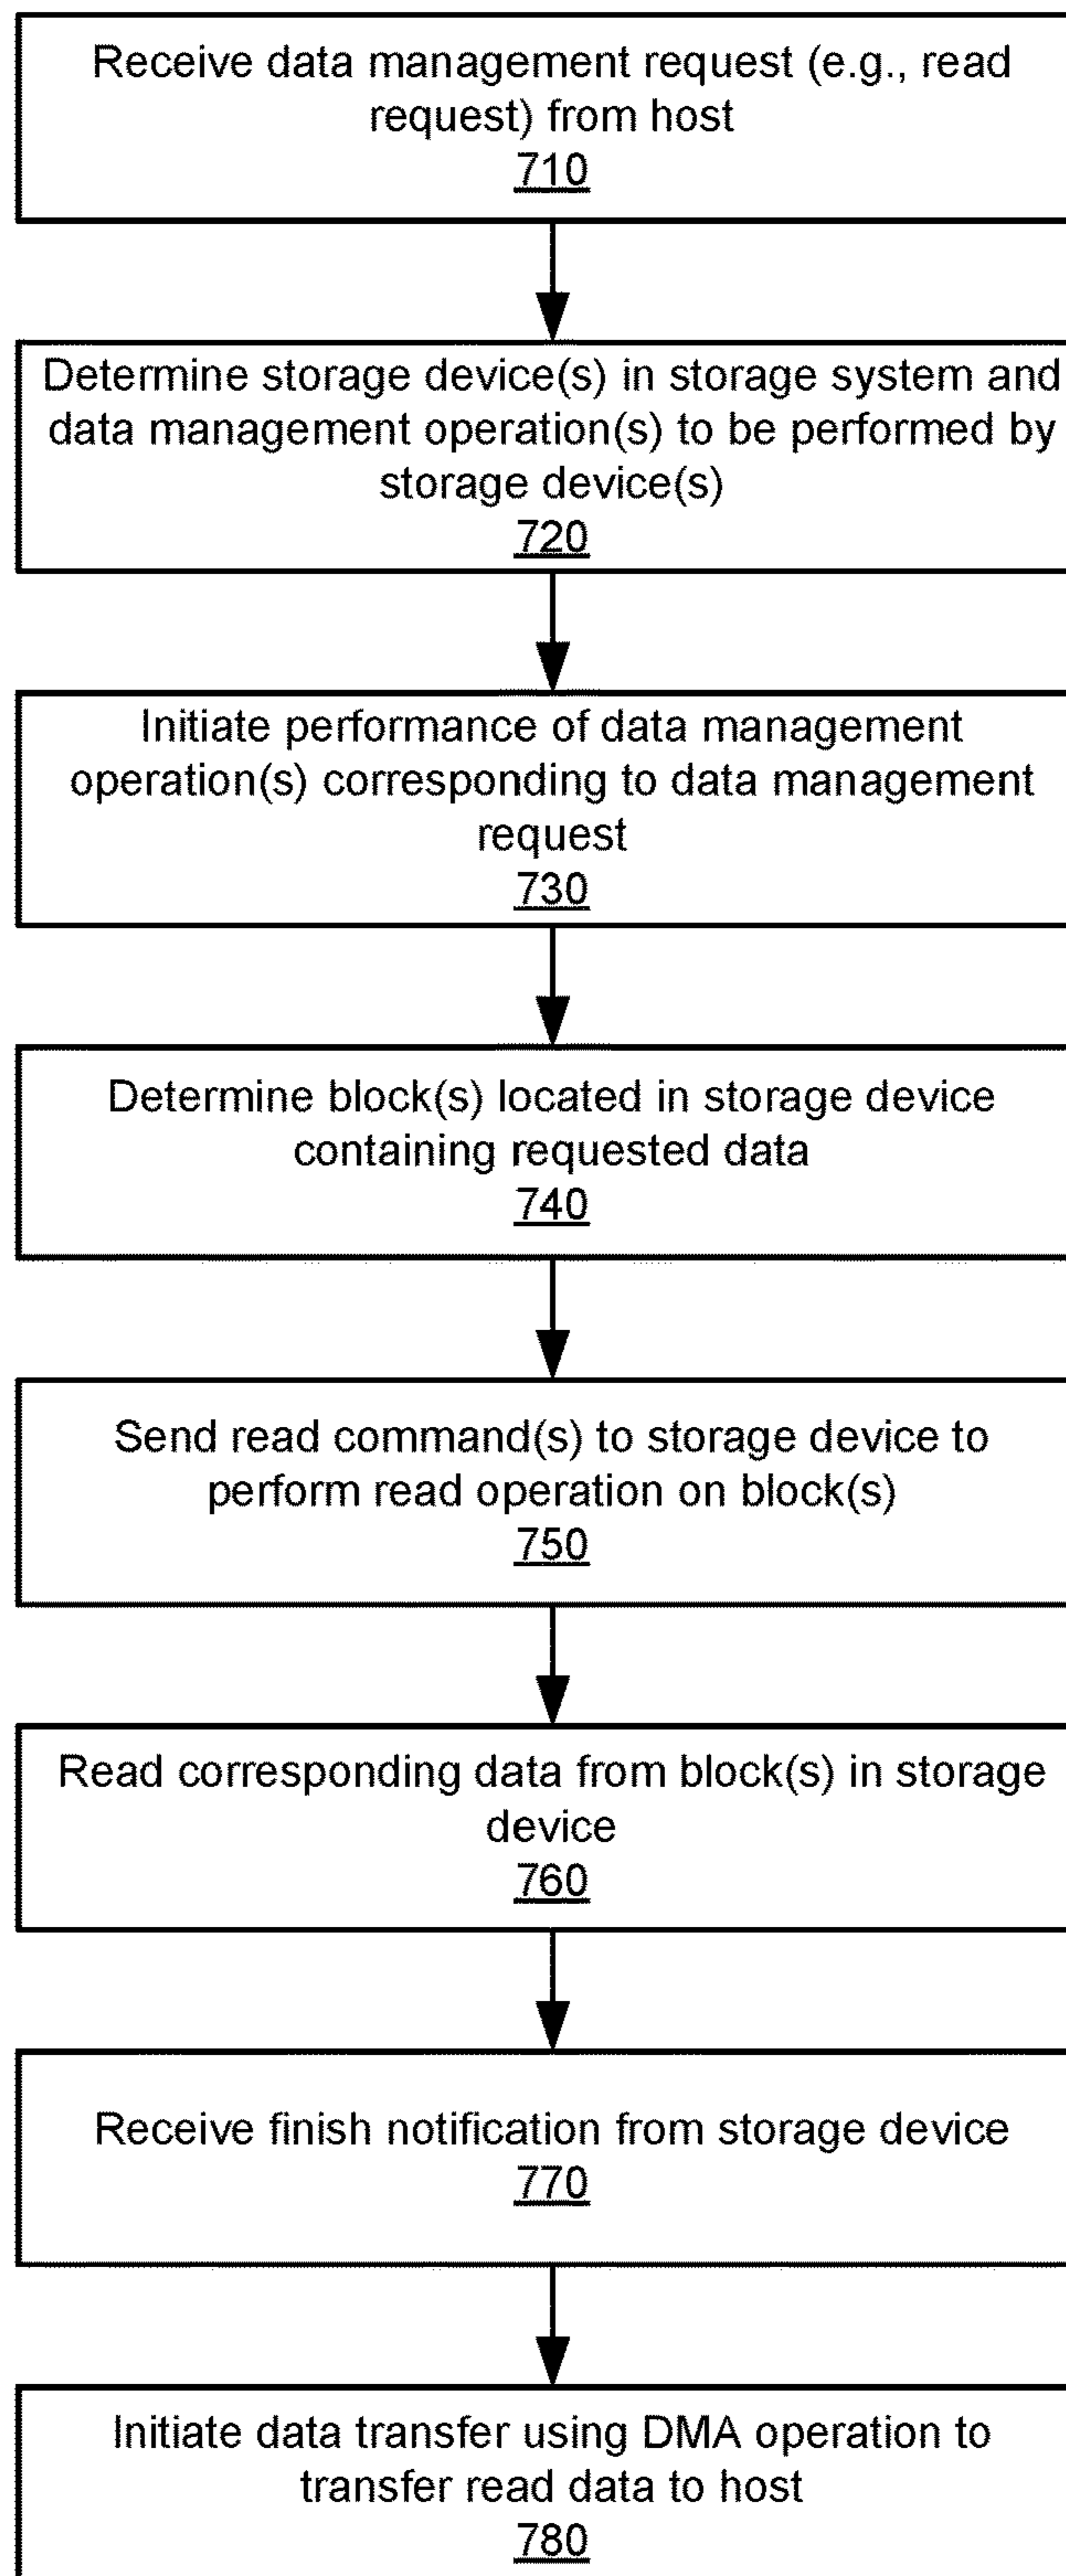 Receive data management request (e.g., read
request) from host
710
Determine storage device(s) in storage system and
data management operation(s) to be performed by
storage device(s)
720
Initiate performance of data management
operation(s) corresponding to data management
request
730
Determine block(s) located in storage device
containing requested data
740
Send read command(s) to storage device to
perform read operation on block(s)
750
Read corresponding data from block(s) in storage
device
760
Receive finish notification from storage device
770
Initiate data transfer using DMA operation to
transfer read data to host
780